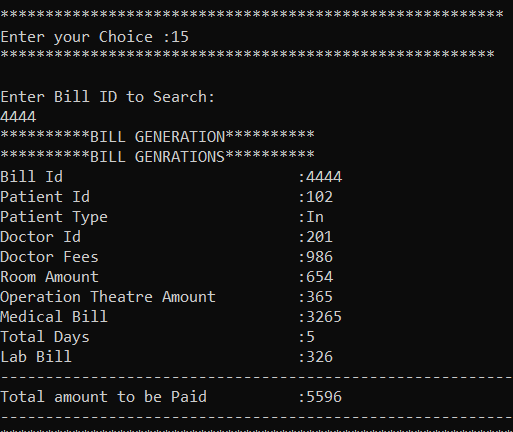 ********************************************************
Enter your Choice :15
*******************************************************
Enter Bill ID to Search:
4444
**********BILL GENERATION**********
**********BILL GENRATIONS**********
Bill Id                          :4444
Patient Id                       :102
Patient Type                     :In
Doctor Id                        :201
Doctor Fees                      :986
Room Amount                      :654
Operation Theatre Amount         :365
Medical Bill                     :3265
Total Days                       :5
Lab Bill                         :326
---------------------------------------------------------
Total amount to be Paid          :5596
---------------------------------------------------------